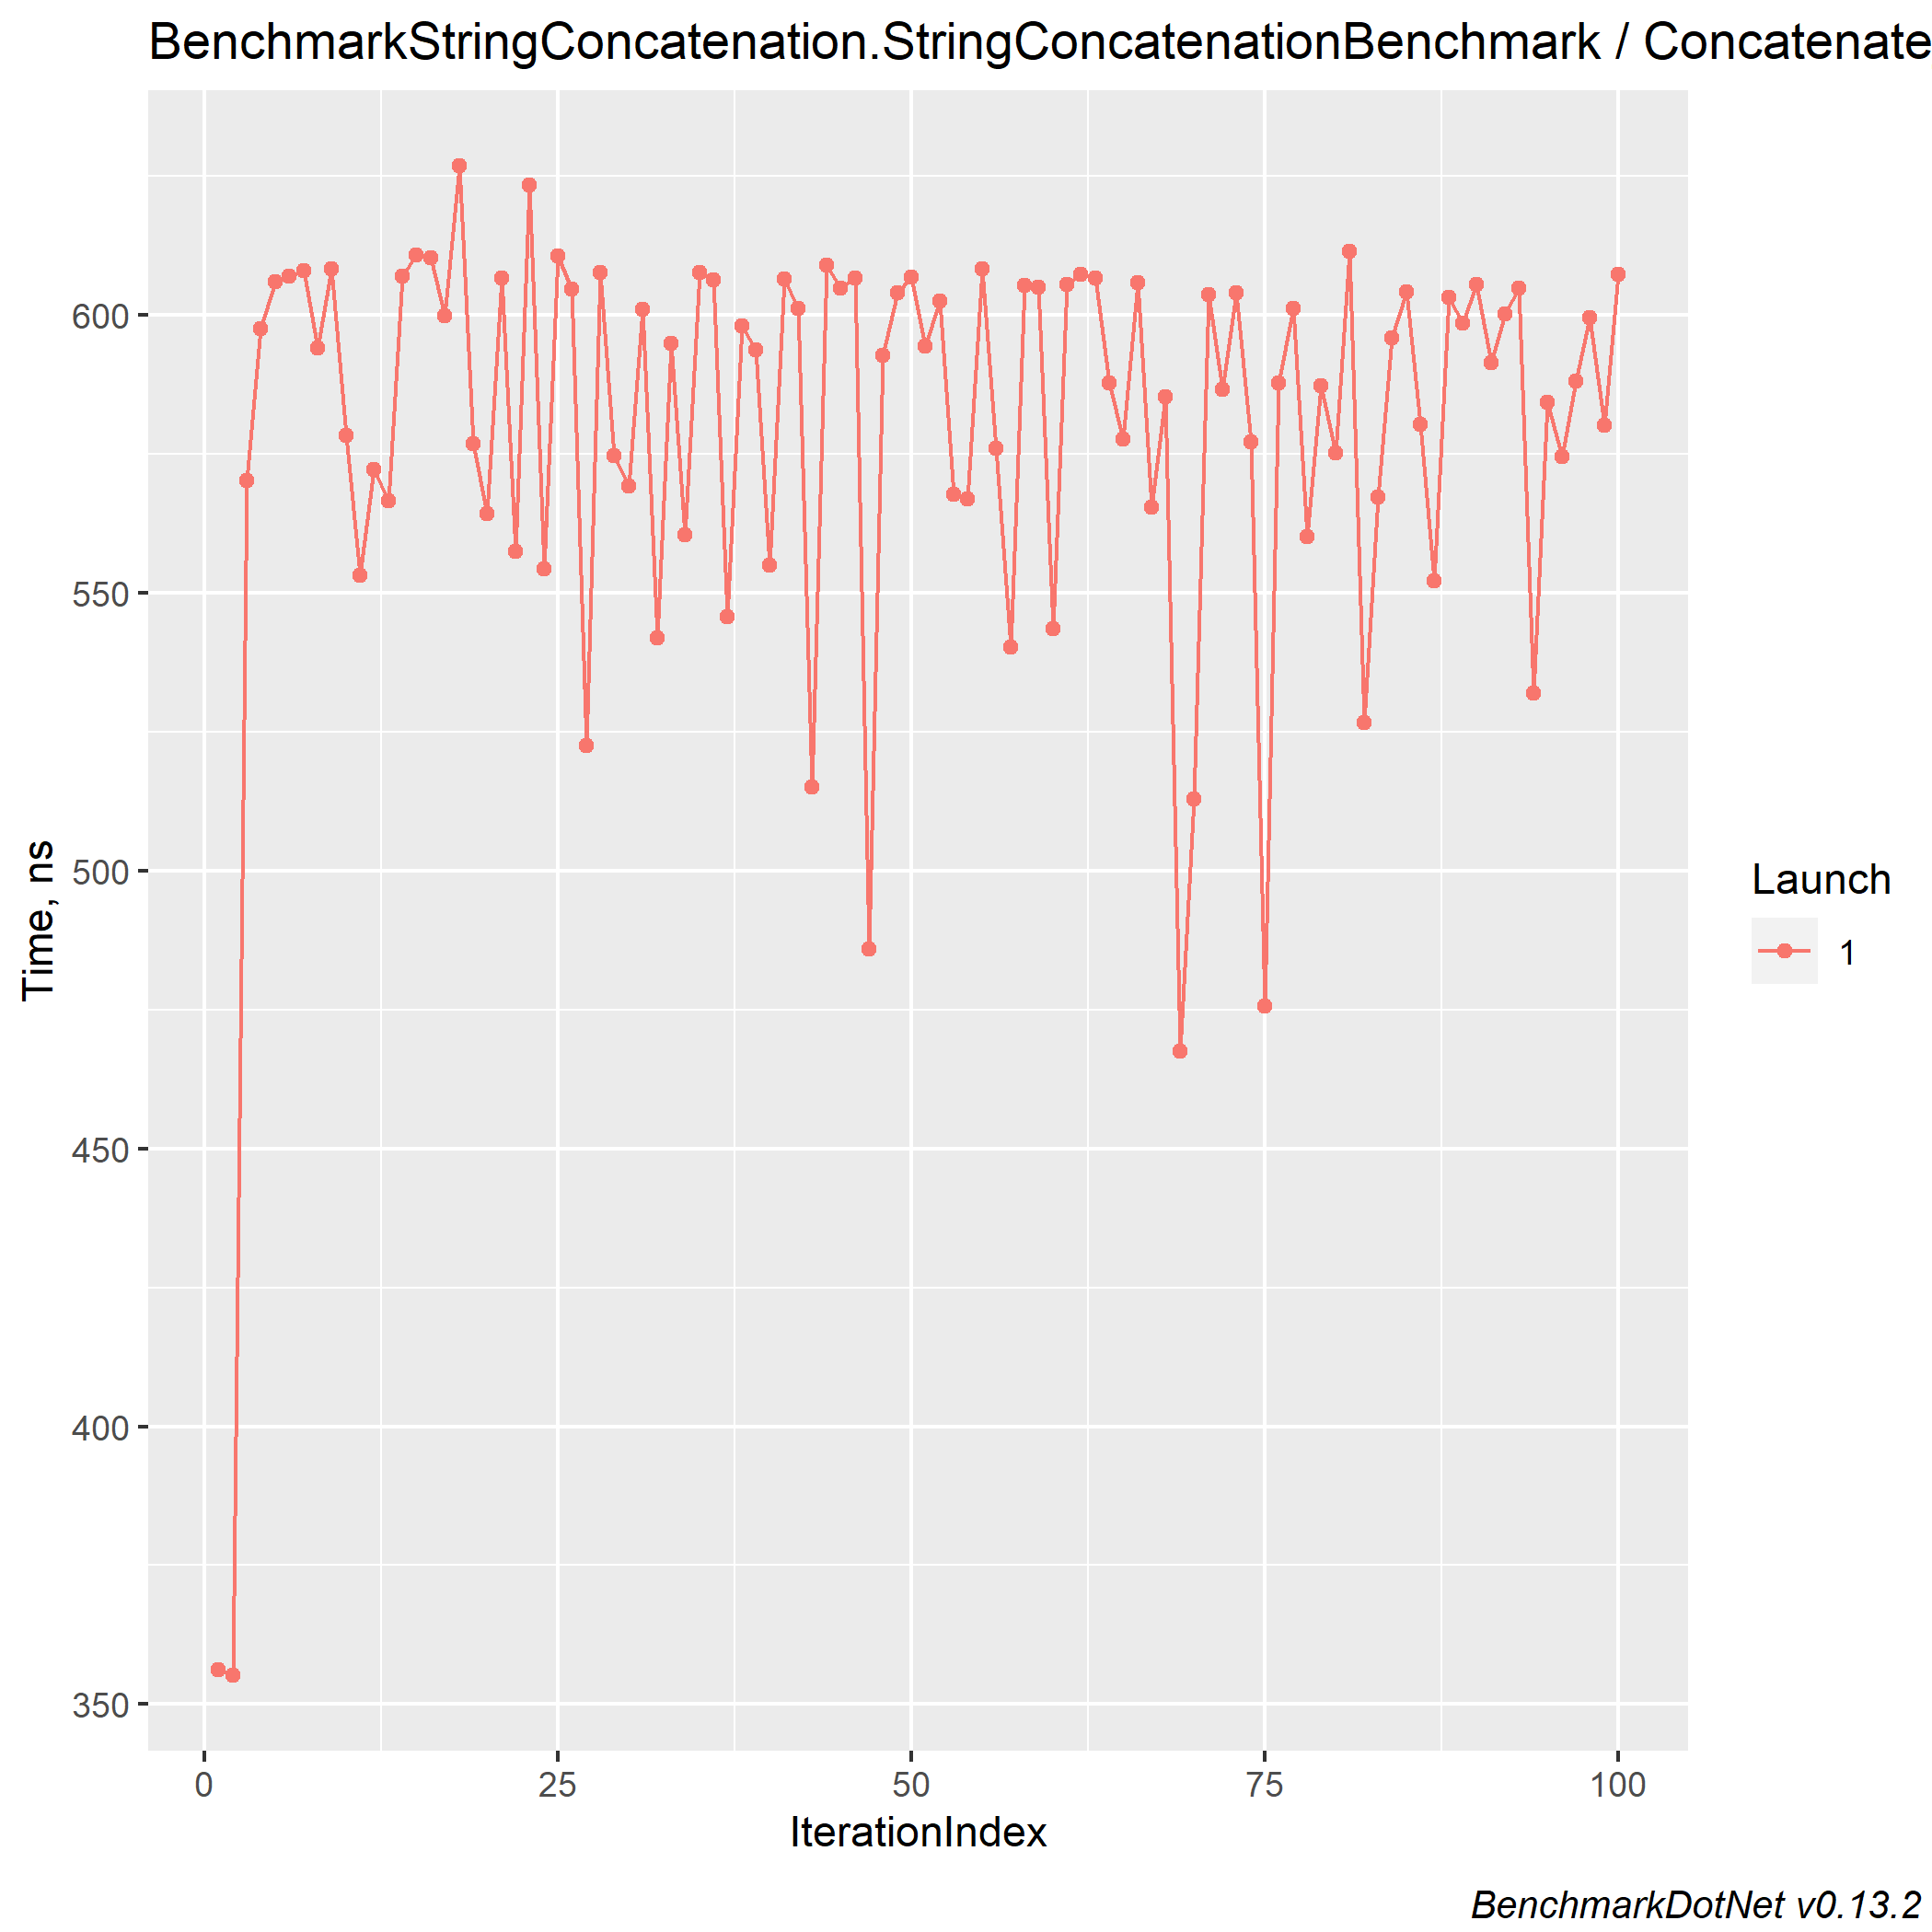 BenchmarkStringConcatenation.StringConcatenationBenchmark / Concatenate
600
550
500
450
400
350
Time, ns
0 25 50 75 100
IterationIndex
Launch
1
BenchmarkDotNet v0.13.2